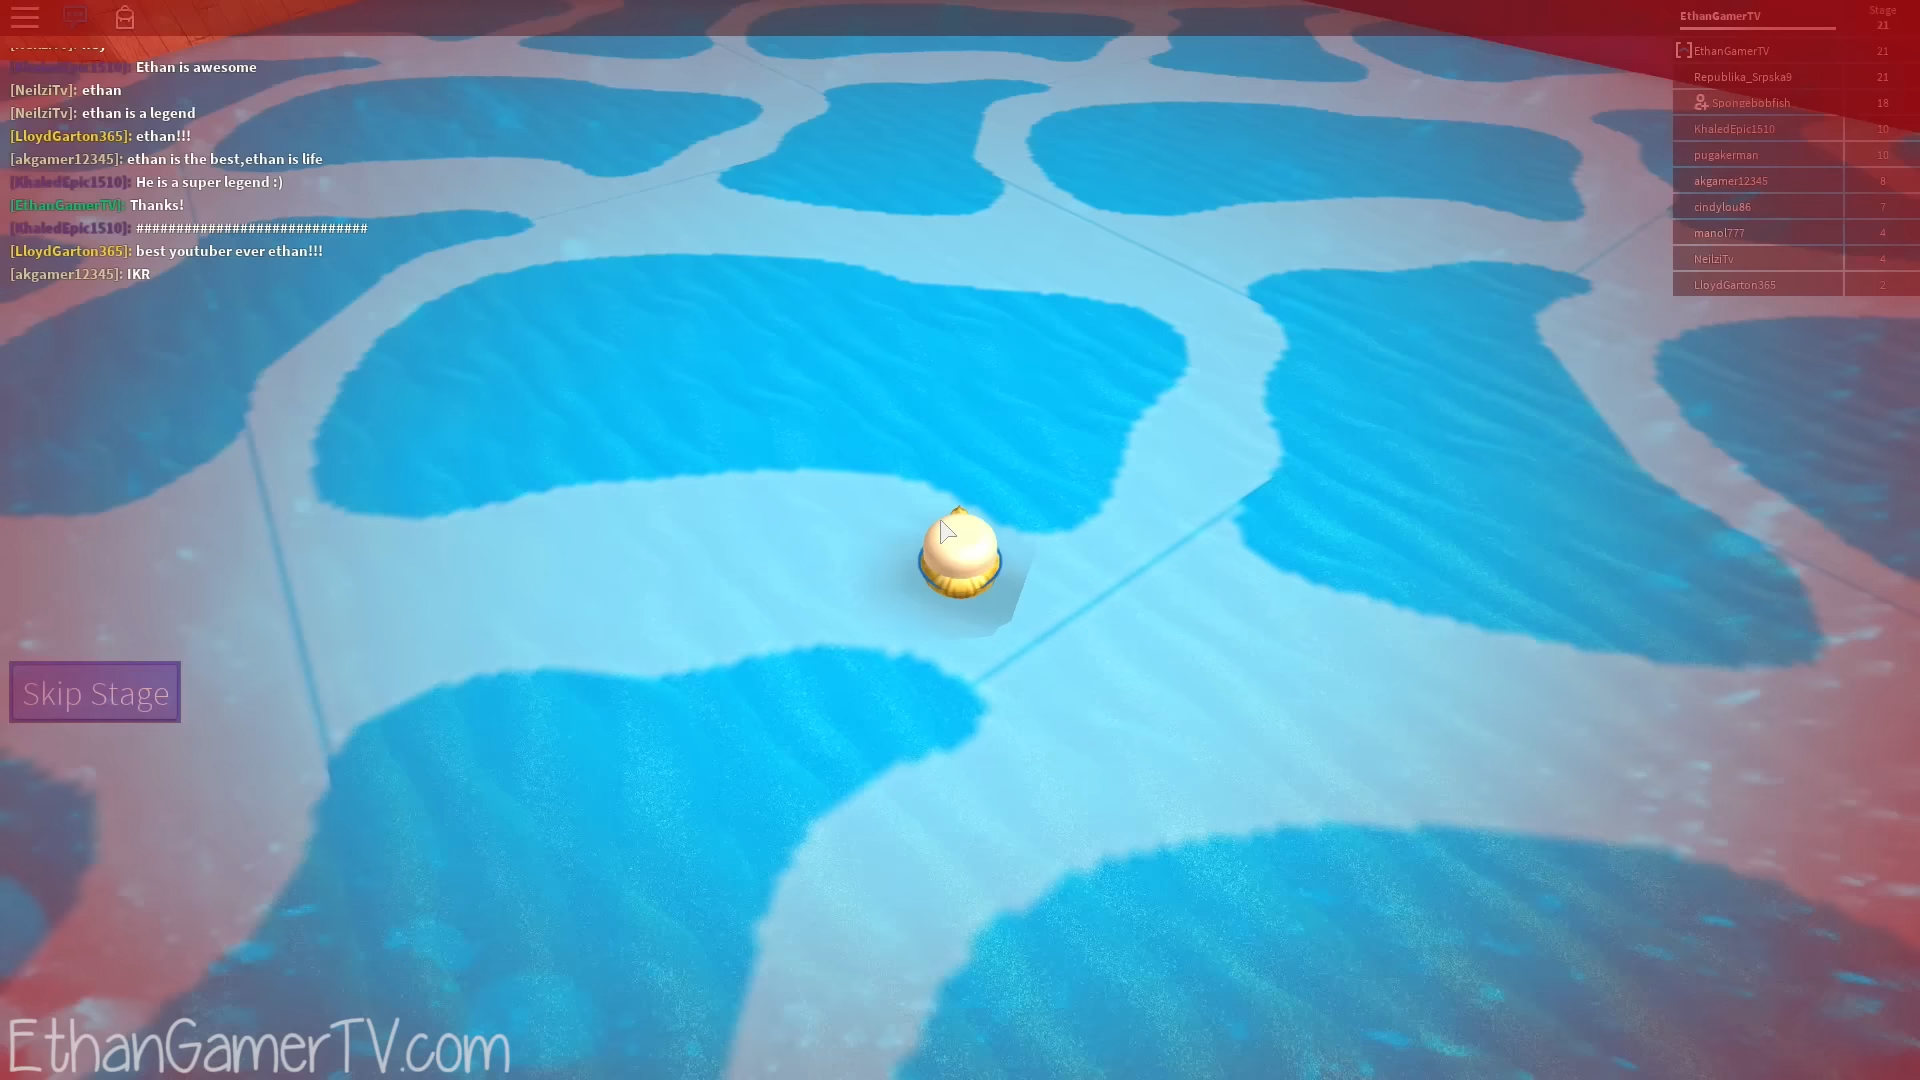 [KhaledEpic1510]: Ethan is awesome
[NeilziTv]: ethan
[NeilziTv]: ethan is a legend
[LloydGarton365]: ethan!!!
[akgamer12345]: ethan is the best,ethan is life
[KhaledEpic1510]: He is a super legend :)
[EthanGamerTV]: Thanks!
[KhaledEpic1510]: #############################
[LloydGarton365]: best youtuber ever ethan!!!
[akgamer12345]: IKR
EthanGamerTV Stage
21
EthanGamerTV 21
Republika_Srpska9 21
Spongebobfish 18
KhaledEpic1510 10
pugakerman 10
akgamer12345 8
cindylou86 7
manol777 4
NeilziTv 4
LloydGarton365 2
Skip Stage
EthanGamerTV.com